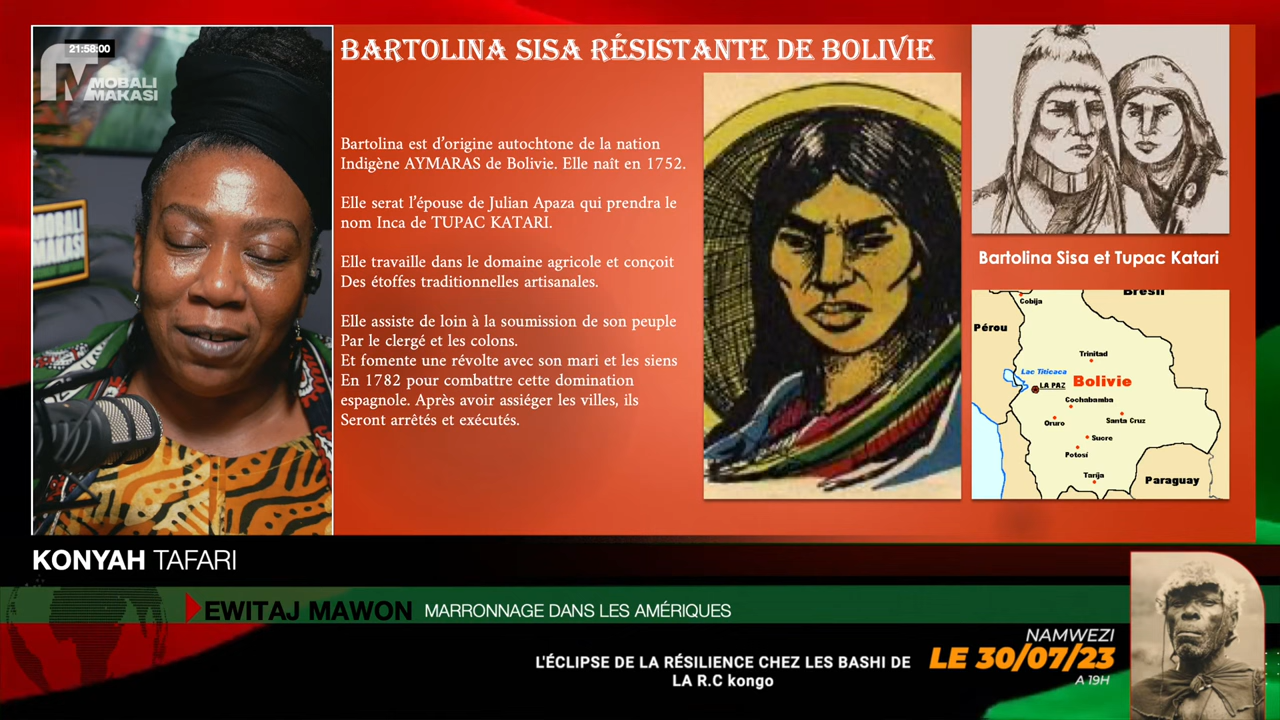 21:58:00
MOBALI
MAKASI
MOBALI
MAKASI
BARTOLINA SISA RÉSISTANTE DE BOLIVIE
Bartolina est d'origine autochtone de la nation
Indigène AYMARAS de Bolivie. Elle naît en 1752.
Elle serat l'épouse de Julian Apaza qui prendra le
nom Inca de TUPAC KATARI.
Elle travaille dans le domaine agricole et conçoit
Des étoffes traditionnelles artisanales.
Elle assiste de loin à la soumission de son peuple
Par le clergé et les colons.
Et fomente une révolte avec son mari et les siens
En 1782 pour combattre cette domination
espagnole. Après avoir assiéger les villes, ils
Seront arrêtés et exécutés.
Bartolina Sisa et Tupac Katari
Brésil
Cobija
Pérou
Trinitad
Lac Titicaca
LA PAZ
Bolivie
Cochabamba
Oruro
Santa Cruz
Sucre
Potosí
Tarija
Paraguay
KONYAH TAFARI
EWITAJ MAWON MARRONNAGE DANS LES AMÉRIQUES
L'ÉCLIPSE DE LA RÉSILIENCE CHEZ LES BASHI DE
LA R.C kongo
NAMWEZI
LE 30/07/23
A 19H